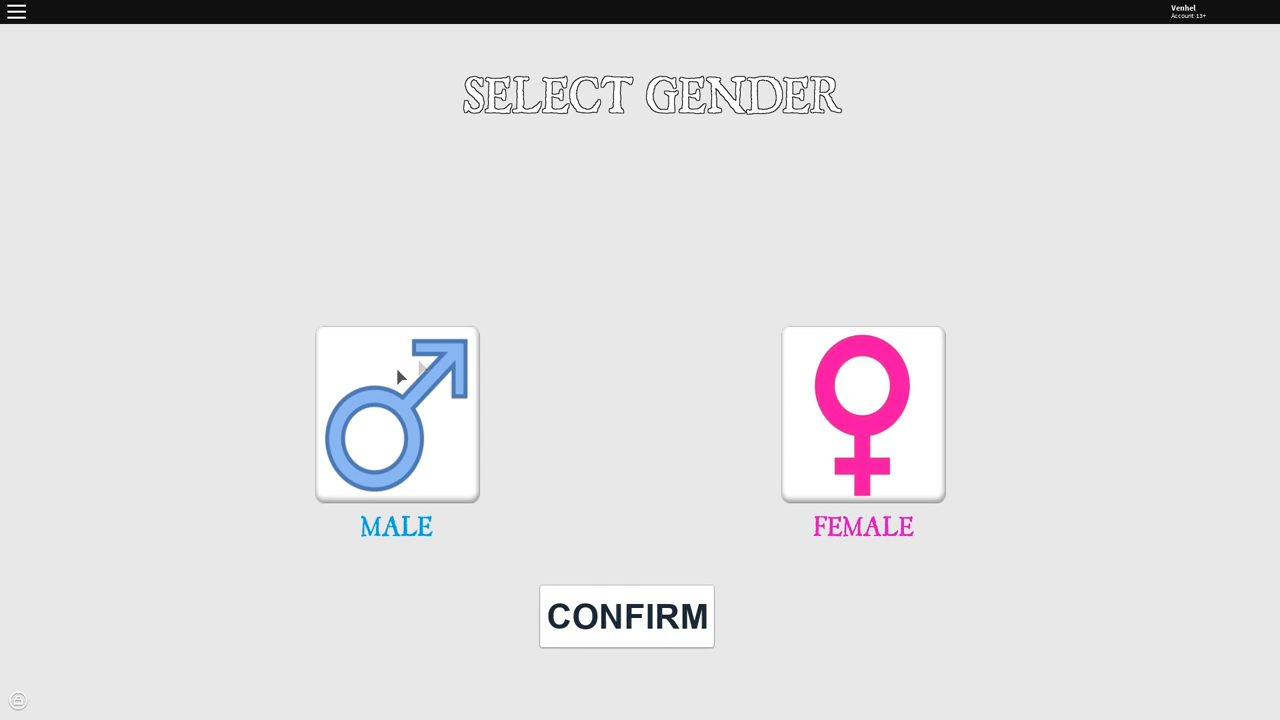 Venhel
Account: 13+
SELECT GENDER
MALE
FEMALE
CONFIRM